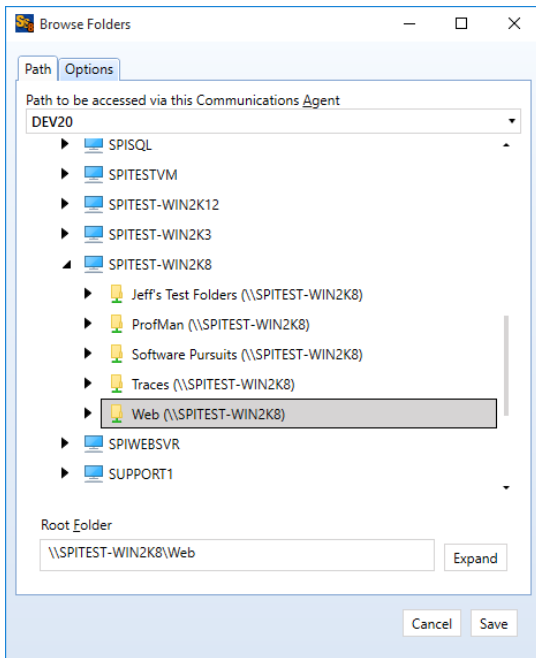 Browse Folders
Path
Options
Path to be accessed via this Communications Agent
DEV20
SPISQL
SPITESTVM
SPITEST-WIN2K12
SPITEST-WIN2K3
SPITEST-WIN2K8
Jeff's Test Folders (\\SPITEST-WIN2K8)
ProfMan (\\SPITEST-WIN2K8)
Software Pursuits (\\SPITEST-WIN2K8)
Traces (\\SPITEST-WIN2K8)
Web (\\SPITEST-WIN2K8)
SPIWEBSVR
SUPPORT1
Root Folder
\\SPITEST-WIN2K8\Web
Expand
Cancel
Save